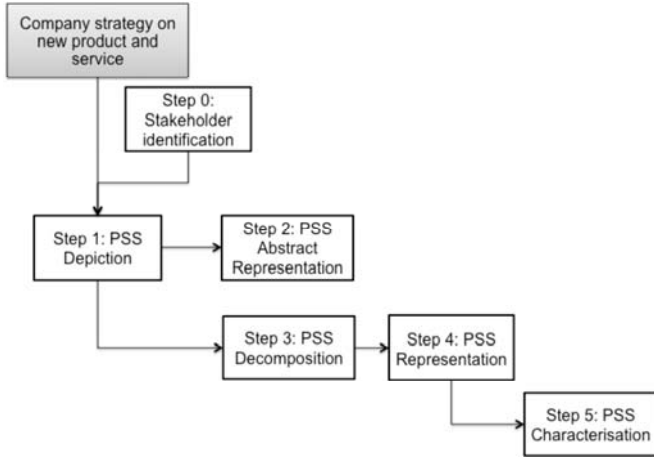 Company strategy on
new product and
service
Step 0:
Stakeholder
identification
Step 1: PSS
Depiction
Step 2: PSS
Abstract
Representation
Step 3: PSS
Decomposition
Step 4: PSS
Representation
Step 5: PSS
Characterisation